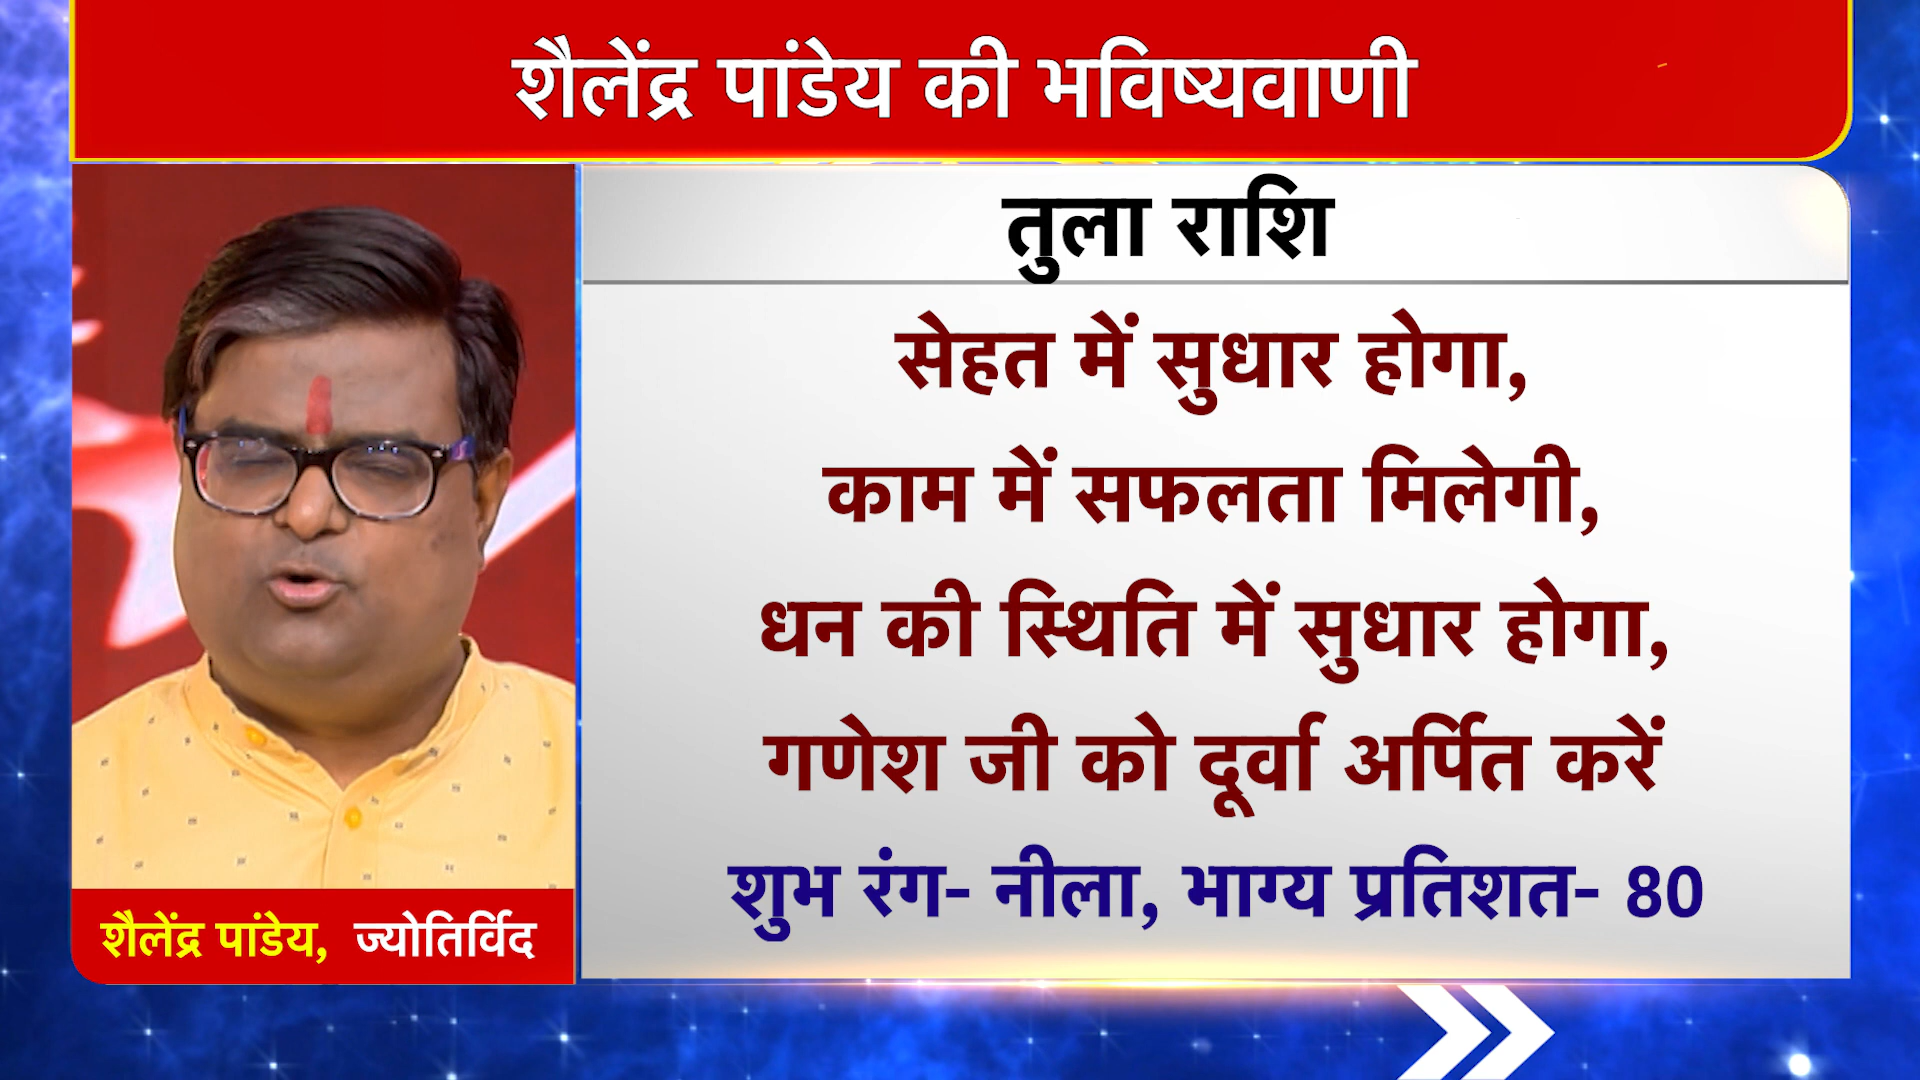 शैलेंद्र पांडेय की भविष्यवाणी
तुला राशि
सेहत में सुधार होगा,
काम में सफलता मिलेगी,
धन की स्थिति में सुधार होगा,
गणेश जी को दूर्वा अर्पित करें
शुभ रंग- नीला, भाग्य प्रतिशत- 80
शैलेंद्र पांडेय, ज्योतिर्विद